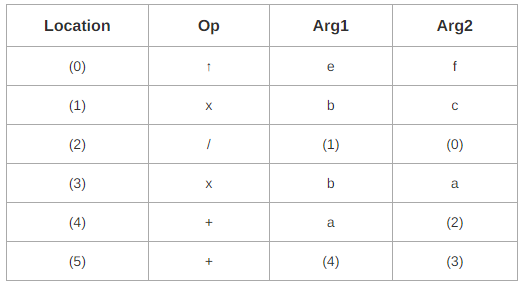 Location Op Arg1 Arg2
(0) ↑ e f
(1) x b c
(2) / (1) (0)
(3) x b a
(4) + a (2)
(5) + (4) (3)